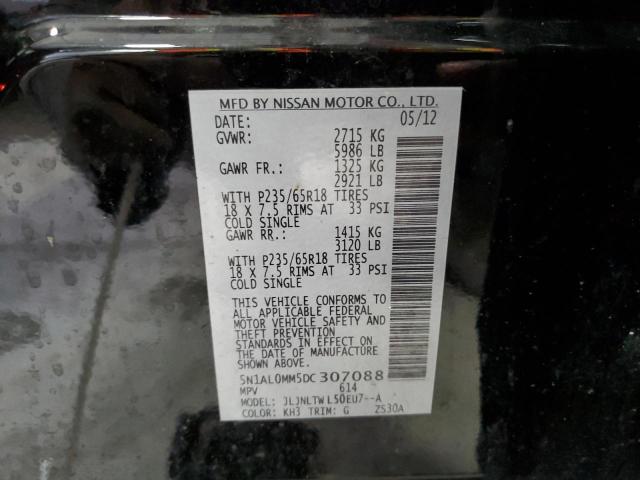 MFD BY NISSAN MOTOR CO., LTD.
DATE: 05/12
GVWR: 2715 KG
5986 LB
GAWR FR.: 1325 KG
2921 LB
WITH P235/65R18 TIRES
18 X 7.5 RIMS AT 33 PSI
COLD SINGLE
GAWR RR.: 1415 KG
3120 LB
WITH P235/65R18 TIRES
18 X 7.5 RIMS AT 33 PSI
COLD SINGLE
THIS VEHICLE CONFORMS TO
ALL APPLICABLE FEDERAL
MOTOR VEHICLE SAFETY AND
THEFT PREVENTION
STANDARDS IN EFFECT ON
THE DATE OF MANUFACTURE
SHOWN ABOVE.
5N1AL0MM5DC307088
MPV 614
MODEL: JLJNLTW L50EU7--A
COLOR: KH3 TRIM: G ZS30A